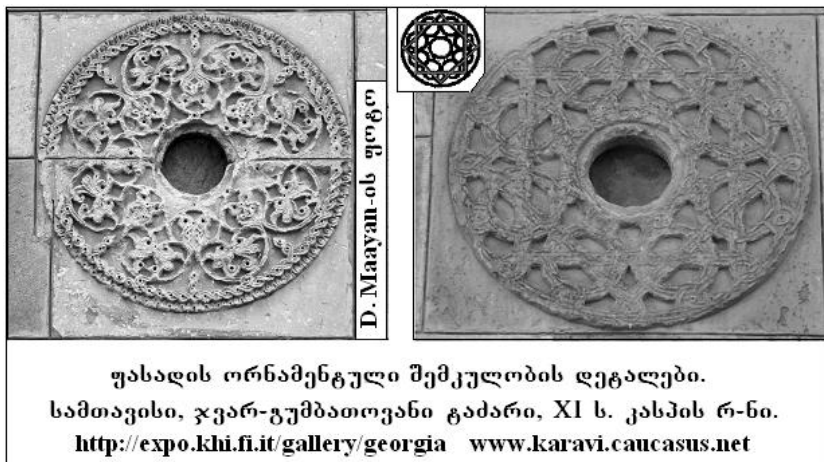 D. Maayan-ის ფოტო
ფასადის ორნამენტული შემკულობის დეტალები.
სამთავისი, ჯვარ-გუმბათოვანი ტაძარი, XI ს. კასპის რ-ნი.
http://expo.khi.fi.it/gallery/georgia www.karavi.caucasus.net